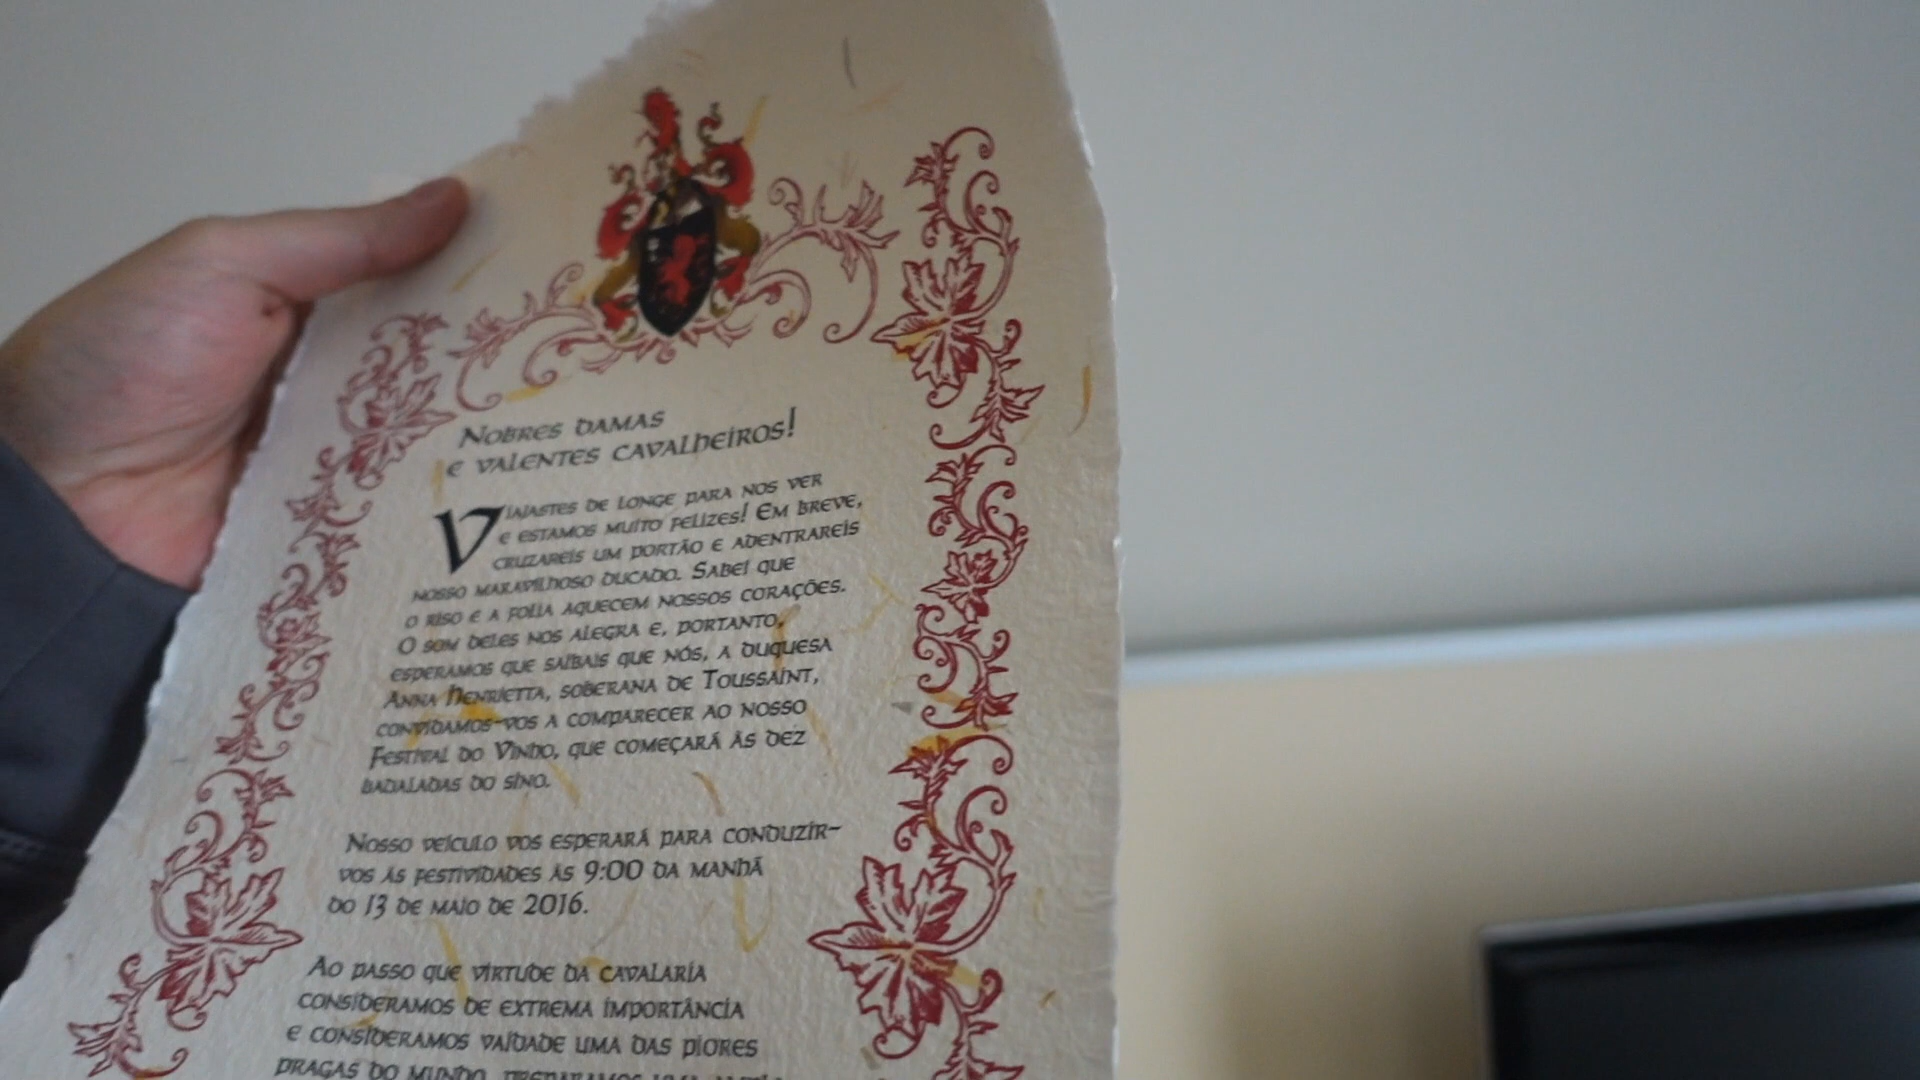 NOBRES DAMAS
E VALENTES CAVALHEIROS!
VIAJASTES DE LONGE PARA NOS VER
E ESTAMOS MUITO FELIZES! EM BREVE,
CRUZAREIS UM PORTÃO E ADENTRAREIS
NOSSO MARAVILHOSO DUCADO. SABEI QUE
O RISO E A FOLIA AQUECEM NOSSOS CORAÇÕES.
O SOM DELES NOS ALEGRA E, PORTANTO,
ESPERAMOS QUE SAIBAIS QUE NÓS, A DUQUESA
ANNA HENRIETTA, SOBERANA DE TOUSSAINT,
CONVIDAMOS-VOS A COMPARECER AO NOSSO
FESTIVAL DO VINHO, QUE COMEÇARÁ ÀS DEZ
BADALADAS DO SINO.
NOSSO VEÍCULO VOS ESPERARÁ PARA CONDUZIR-
VOS ÀS FESTIVIDADES ÀS 9:00 DA MANHÃ
DO 13 DE MAIO DE 2016.
AO PASSO QUE VIRTUDE DA CAVALARIA
CONSIDERAMOS DE EXTREMA IMPORTÂNCIA
E CONSIDERAMOS VAIDADE UMA DAS PIORES
PRAGAS DO MUNDO, PREPARAMOS UMA